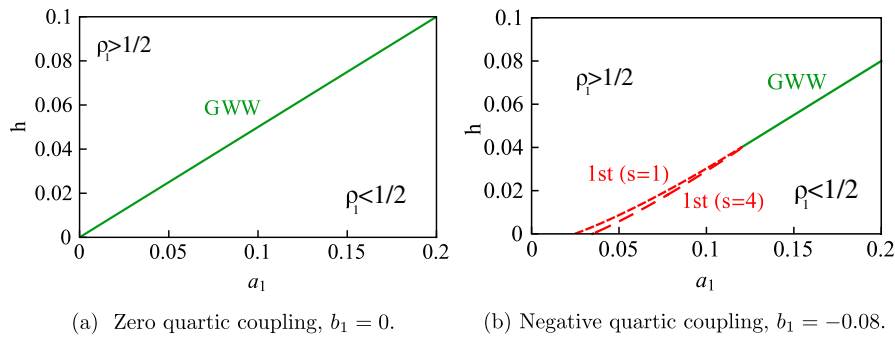 0.1
0.08
0.06
0.04
0.02
0
h
ρ₁>1/2
GWW
ρ₁<1/2
0
0.05
0.1
0.15
0.2
a₁
(a) Zero quartic coupling, b₁ = 0.
0.1
0.08
0.06
0.04
0.02
0
h
ρ₁>1/2
GWW
1st (s=1)
1st (s=4)
ρ₁<1/2
0
0.05
0.1
0.15
0.2
a₁
(b) Negative quartic coupling, b₁ = −0.08.